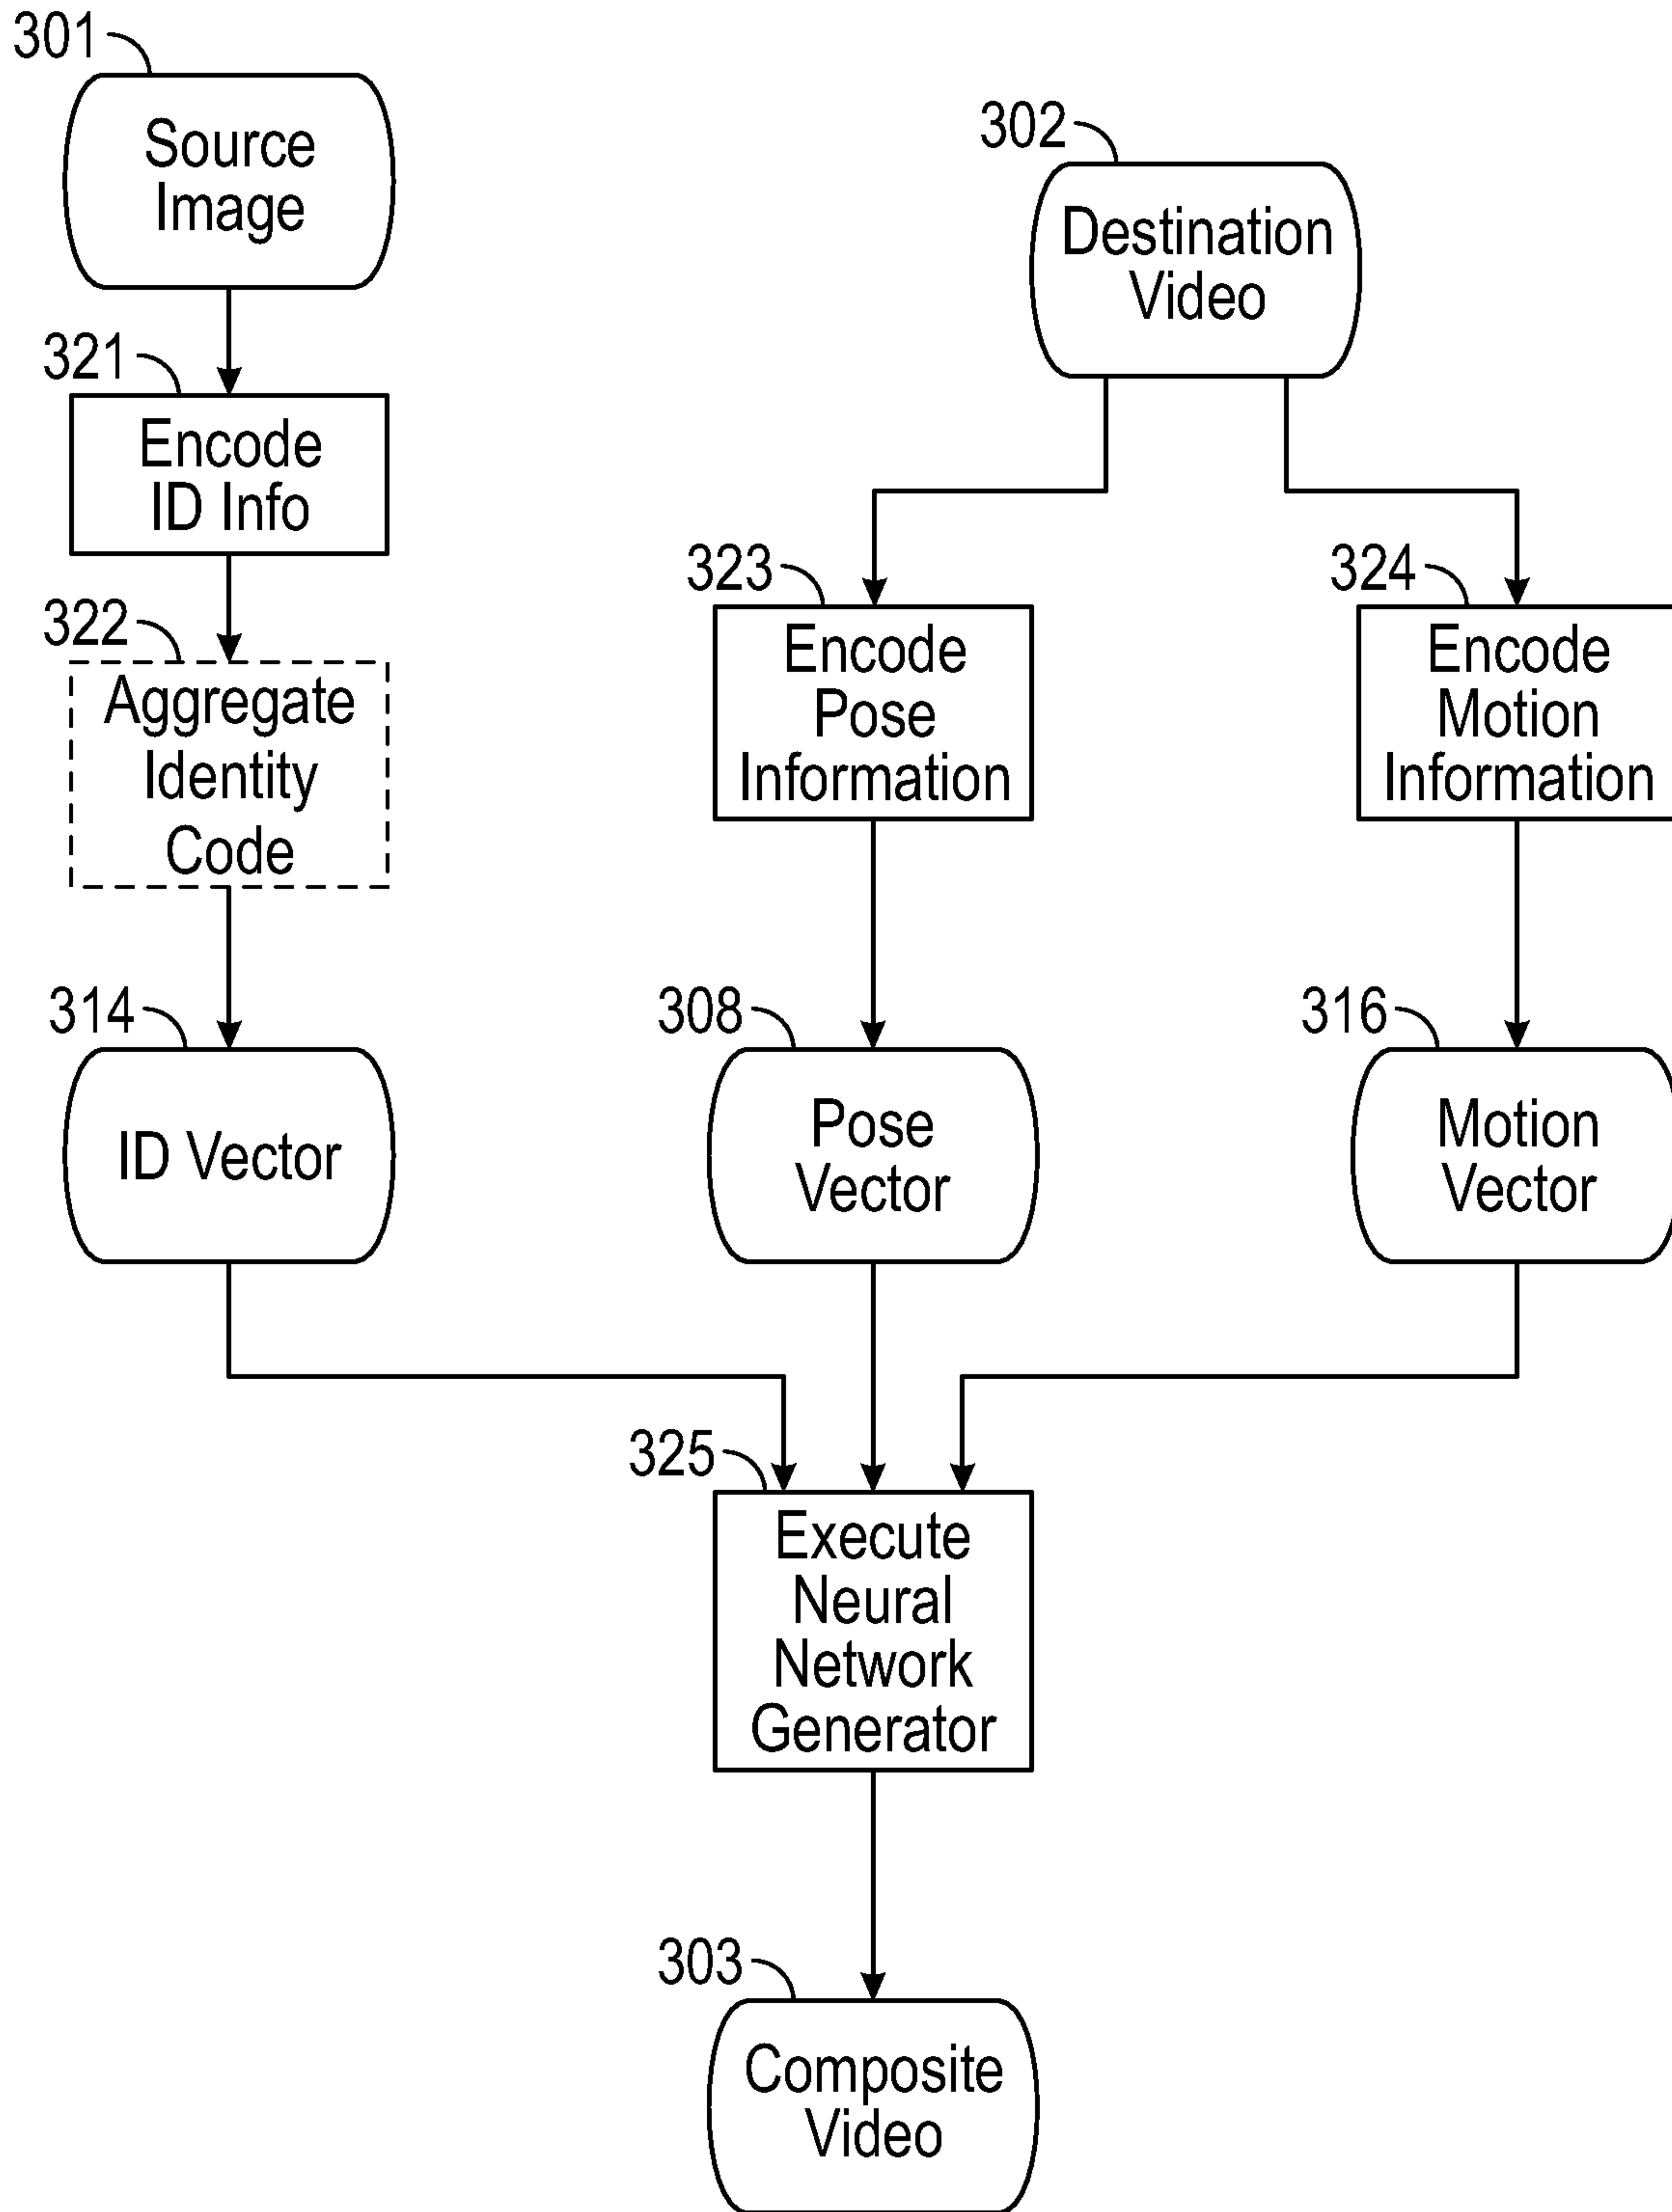 301
Source
Image
302
Destination
Video
321
Encode
ID Info
322
Aggregate
Identity
Code
323
Encode
Pose
Information
324
Encode
Motion
Information
314
ID Vector
308
Pose
Vector
316
Motion
Vector
325
Execute
Neural
Network
Generator
303
Composite
Video